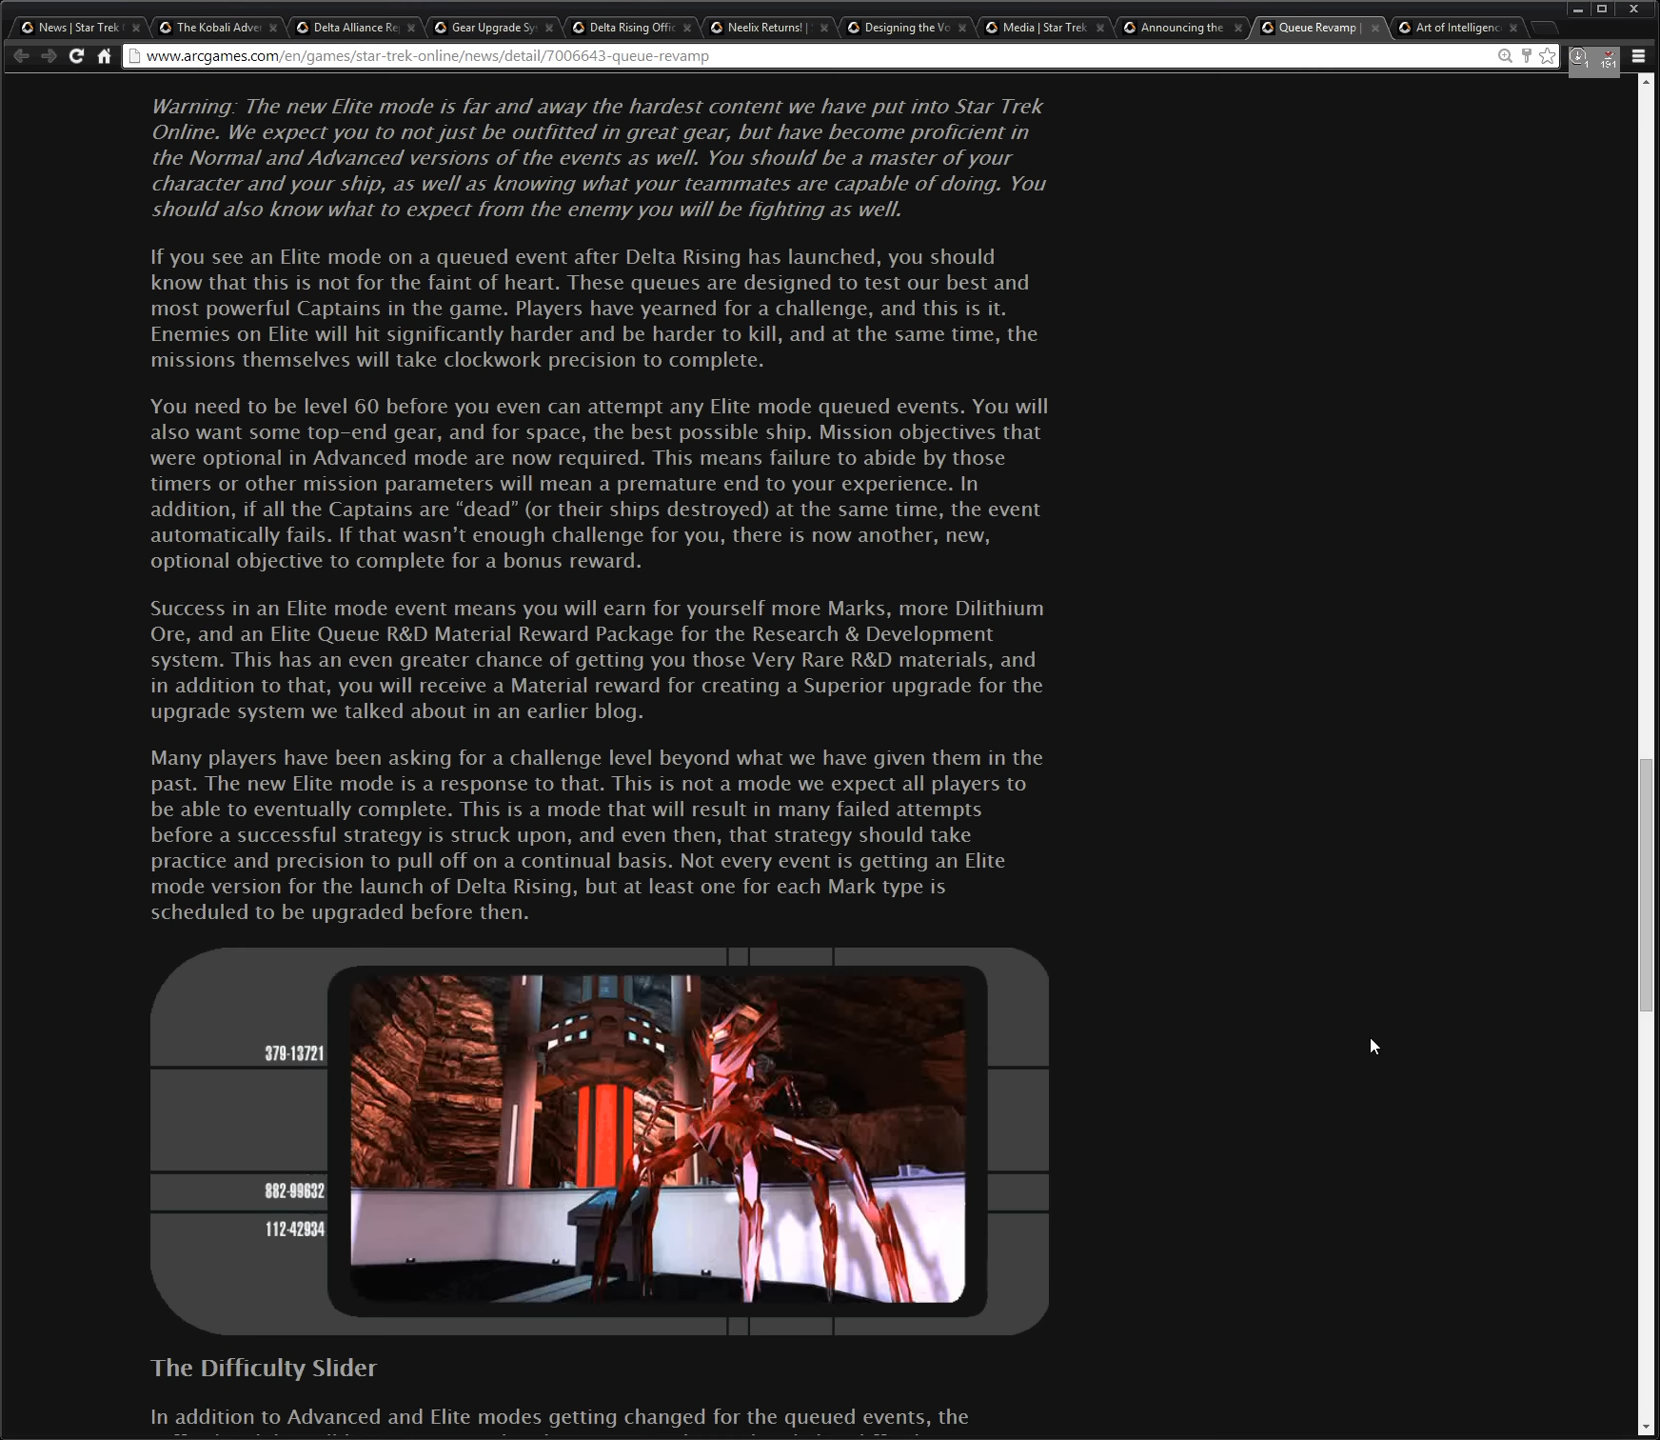 News | Star Trek
The Kobali Adve
Delta Alliance Re
Gear Upgrade Sy
Delta Rising Offic
Neelix Returns! |
Designing the Vo
Media | Star Trek
Announcing the
Queue Revamp |
Art of Intelligenc
www.arcgames.com/en/games/star-trek-online/news/detail/7006643-queue-revamp
1
191
Warning: The new Elite mode is far and away the hardest content we have put into Star Trek
Online. We expect you to not just be outfitted in great gear, but have become proficient in
the Normal and Advanced versions of the events as well. You should be a master of your
character and your ship, as well as knowing what your teammates are capable of doing. You
should also know what to expect from the enemy you will be fighting as well.
If you see an Elite mode on a queued event after Delta Rising has launched, you should
know that this is not for the faint of heart. These queues are designed to test our best and
most powerful Captains in the game. Players have yearned for a challenge, and this is it.
Enemies on Elite will hit significantly harder and be harder to kill, and at the same time, the
missions themselves will take clockwork precision to complete.
You need to be level 60 before you even can attempt any Elite mode queued events. You will
also want some top-end gear, and for space, the best possible ship. Mission objectives that
were optional in Advanced mode are now required. This means failure to abide by those
timers or other mission parameters will mean a premature end to your experience. In
addition, if all the Captains are “dead” (or their ships destroyed) at the same time, the event
automatically fails. If that wasn’t enough challenge for you, there is now another, new,
optional objective to complete for a bonus reward.
Success in an Elite mode event means you will earn for yourself more Marks, more Dilithium
Ore, and an Elite Queue R&D Material Reward Package for the Research & Development
system. This has an even greater chance of getting you those Very Rare R&D materials, and
in addition to that, you will receive a Material reward for creating a Superior upgrade for the
upgrade system we talked about in an earlier blog.
Many players have been asking for a challenge level beyond what we have given them in the
past. The new Elite mode is a response to that. This is not a mode we expect all players to
be able to eventually complete. This is a mode that will result in many failed attempts
before a successful strategy is struck upon, and even then, that strategy should take
practice and precision to pull off on a continual basis. Not every event is getting an Elite
mode version for the launch of Delta Rising, but at least one for each Mark type is
scheduled to be upgraded before then.
379-13721
882-99632
112-42934
The Difficulty Slider
In addition to Advanced and Elite modes getting changed for the queued events, the